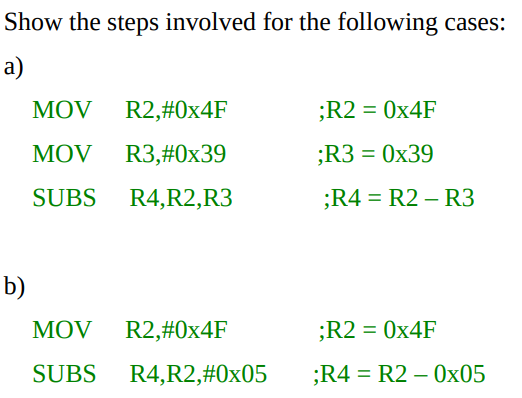 Show the steps involved for the following cases:
a)
MOV R2,#0x4F ;R2 = 0x4F
MOV R3,#0x39 ;R3 = 0x39
SUBS R4,R2,R3 ;R4 = R2 – R3
b)
MOV R2,#0x4F ;R2 = 0x4F
SUBS R4,R2,#0x05 ;R4 = R2 – 0x05